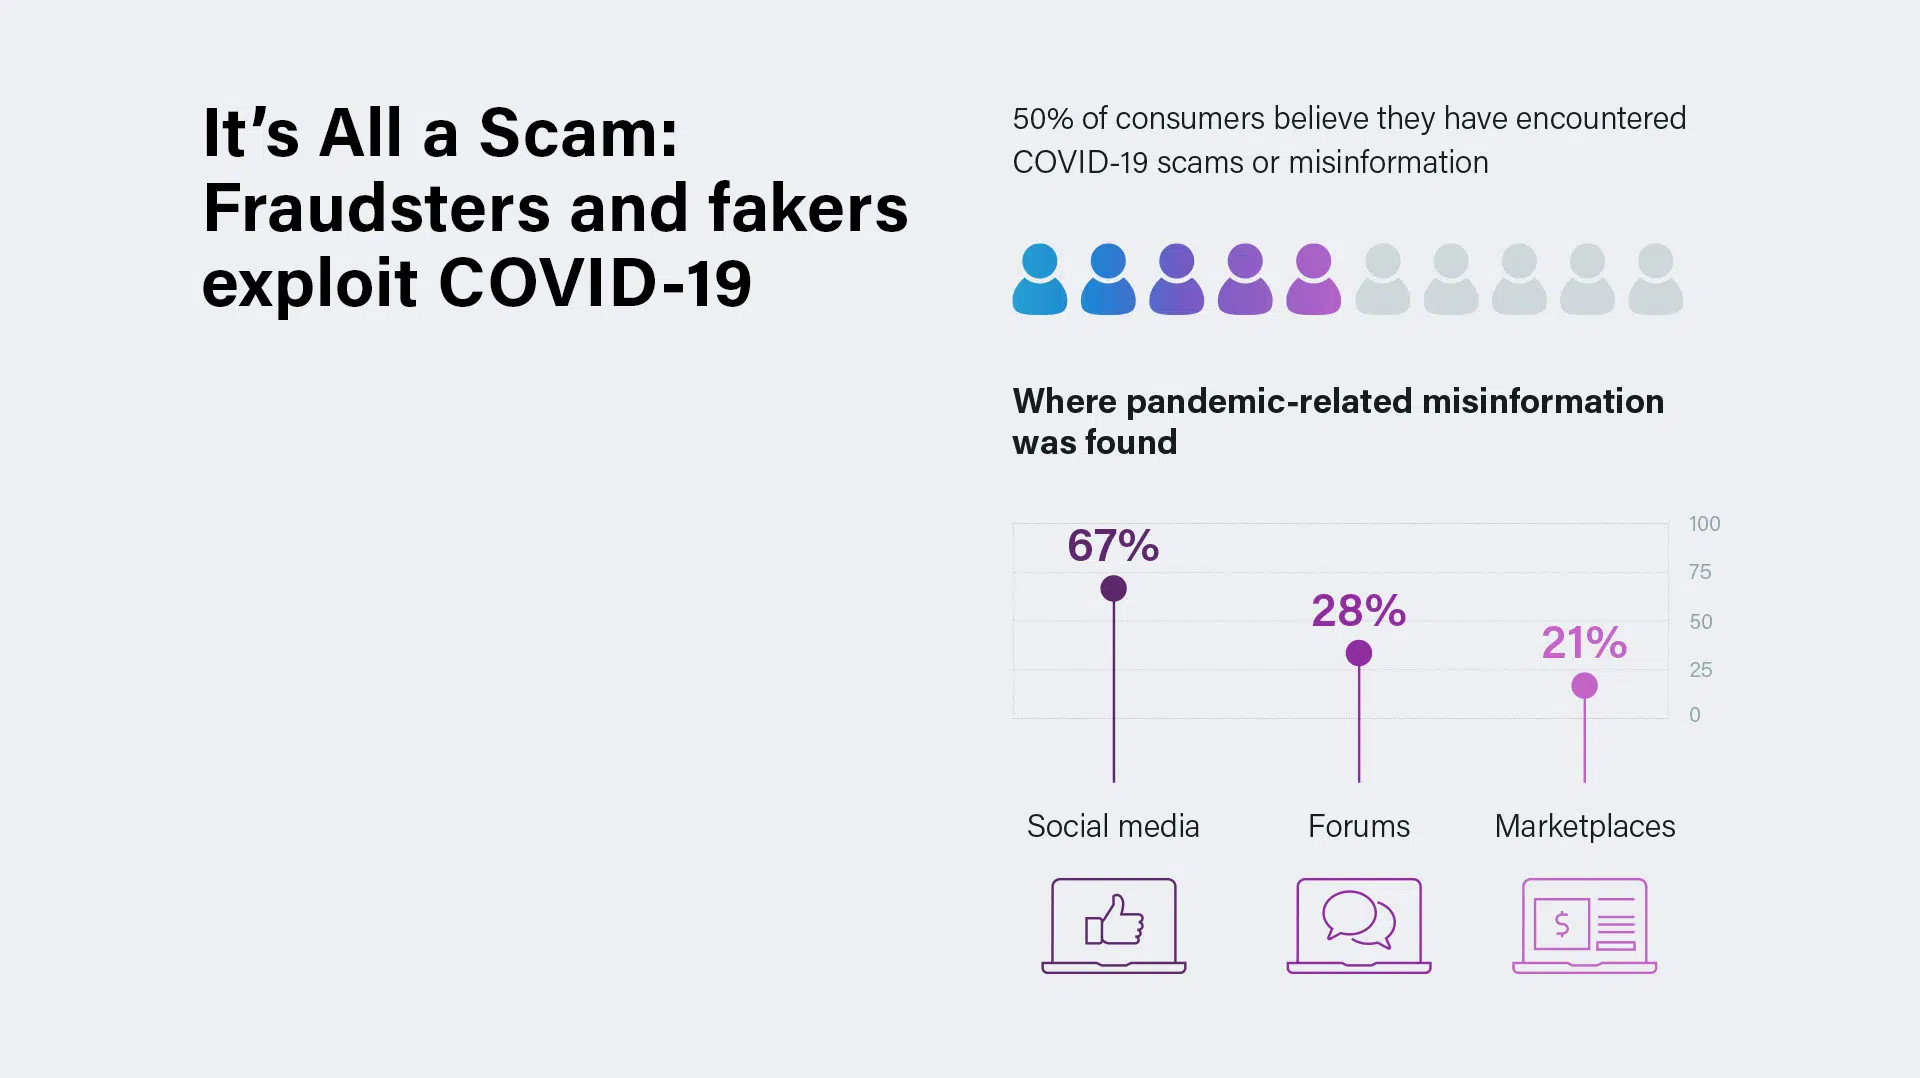 It’s All a Scam:
Fraudsters and fakers
exploit COVID-19
50% of consumers believe they have encountered
COVID-19 scams or misinformation
Where pandemic-related misinformation
was found
100
75
50
25
0
67%
28%
21%
Social media
Forums
Marketplaces
$